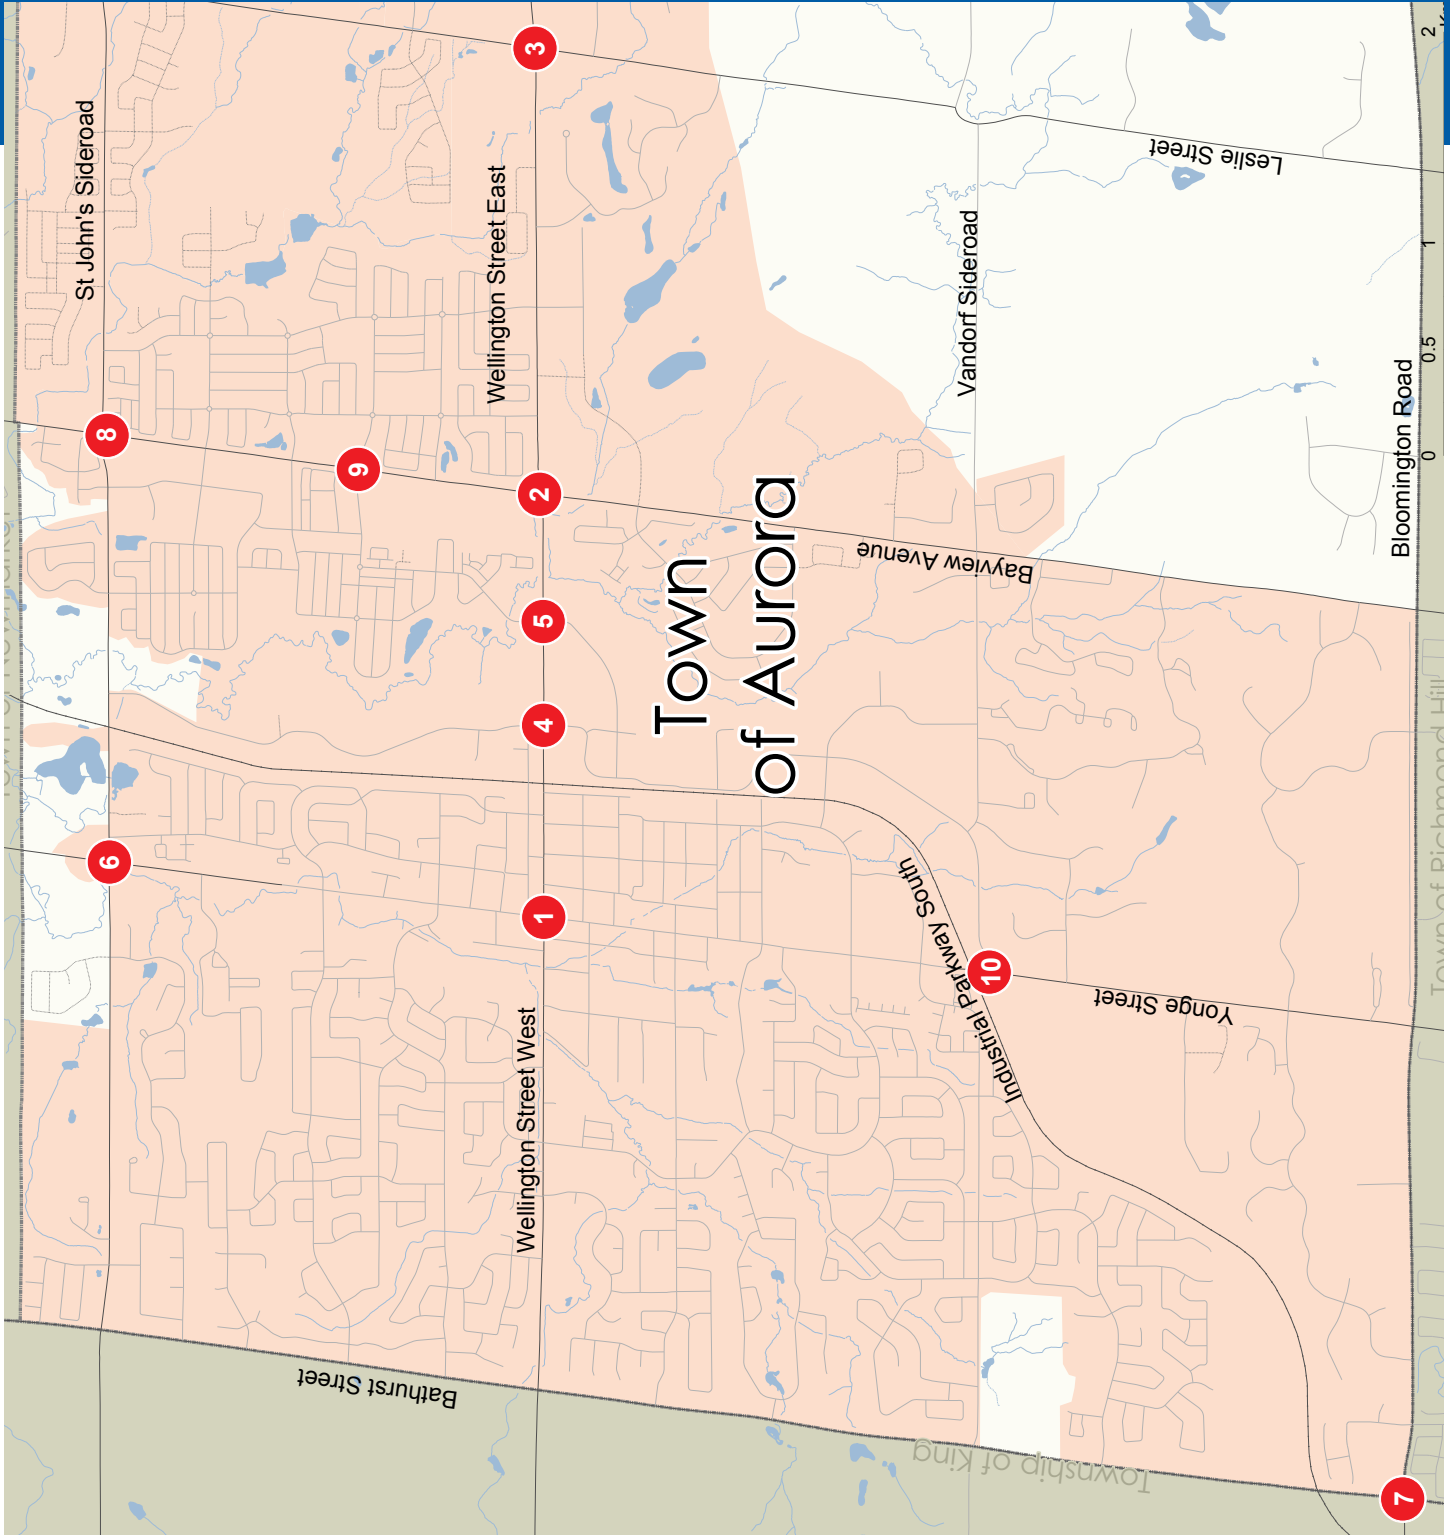 St John's Sideroad
Wellington Street East
Wellington Street West
Vandorf Sideroad
Bloomington Road
Leslie Street
Bayview Avenue
Yonge Street
Bathurst Street
Industrial Parkway South
Town
of Aurora
Township of King
Town of Richmond Hill
Town of
3
8
9
2
5
4
6
1
10
7
0
0.5
1
2